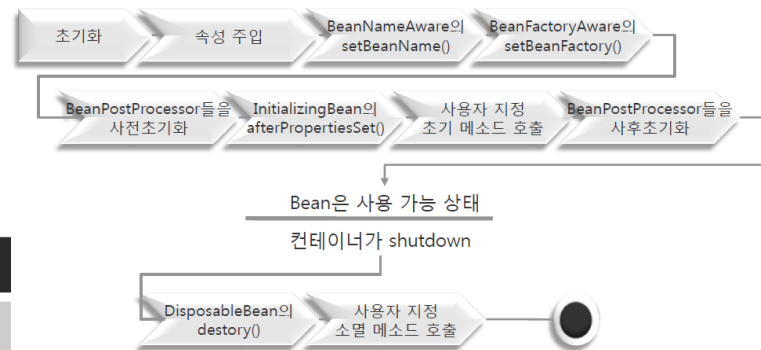 초기화
속성 주입
BeanNameAware의
setBeanName()
BeanFactoryAware의
setBeanFactory()
BeanPostProcessor들을
사전초기화
InitializingBean의
afterPropertiesSet()
사용자 지정
초기 메소드 호출
BeanPostProcessor들을
사후초기화
Bean은 사용 가능 상태
컨테이너가 shutdown
DisposableBean의
destory()
사용자 지정
소멸 메소드 호출